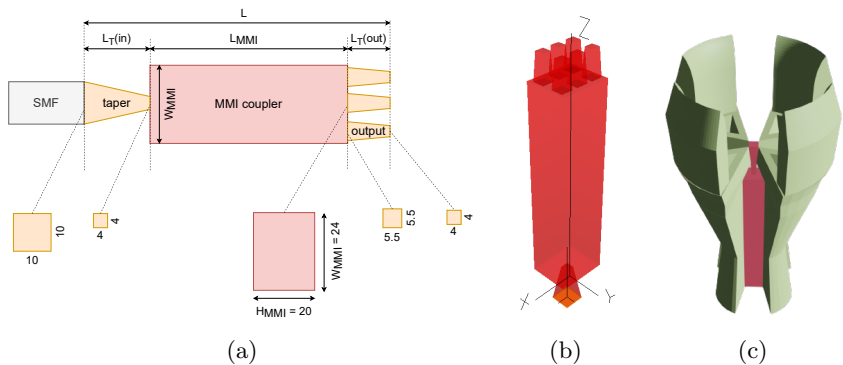 L
L_T(in)
L_MMI
L_T(out)
SMF
taper
W_MMI
MMI coupler
output
10
10
4
4
W_MMI = 24
H_MMI = 20
5.5
5.5
4
4
Z
X
Y
(a)
(b)
(c)